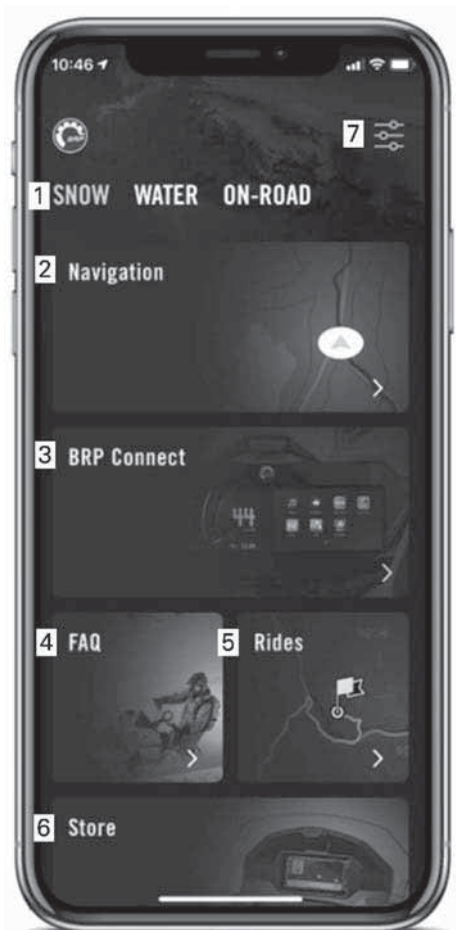 10:46
7
1 SNOW WATER ON-ROAD
2 Navigation
3 BRP Connect
44
4 FAQ
5 Rides
6 Store